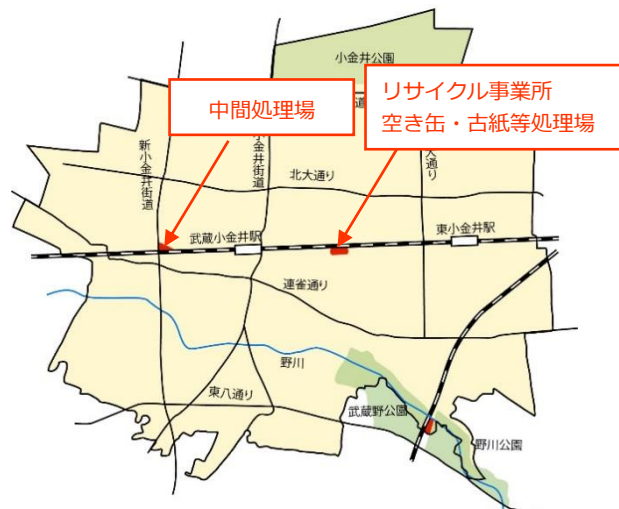 小金井公園
中間処理場
リサイクル事業所
空き缶・古紙等処理場
道
新小金井街道
小金井街道
大通り
北大通り
武蔵小金井駅
東小金井駅
連雀通り
野川
東八通り
武蔵野公園
野川公園